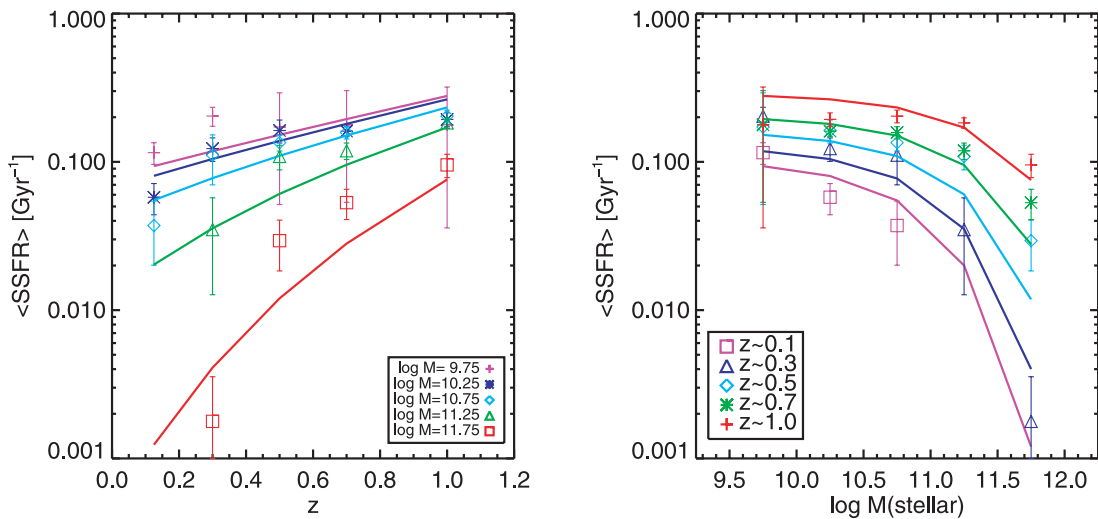 1.000
0.100
0.010
0.001
<SSFR> [Gyr⁻¹]
0.0 0.2 0.4 0.6 0.8 1.0 1.2
z
log M= 9.75
log M=10.25
log M=10.75
log M=11.25
log M=11.75
1.000
0.100
0.010
0.001
<SSFR> [Gyr⁻¹]
9.5 10.0 10.5 11.0 11.5 12.0
log M(stellar)
z~0.1
z~0.3
z~0.5
z~0.7
z~1.0